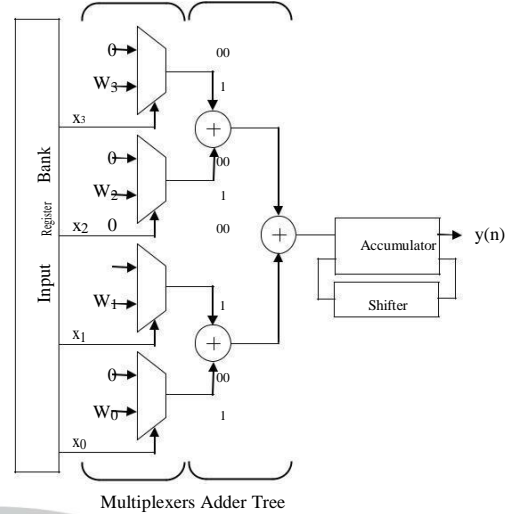 0
00
W3
1
x3
0
00
W2
1
x2
0
00
W1
1
x1
0
00
W0
1
x0
+
+
+
Input Register Bank
Accumulator
y(n)
Shifter
Multiplexers Adder Tree